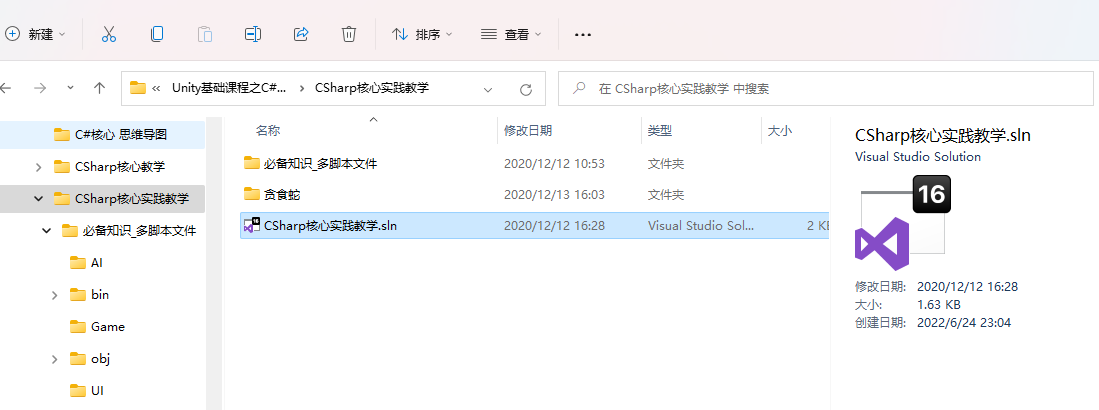 新建
排序
查看
Unity基础课程之C#...
CSharp核心实践教学
在 CSharp核心实践教学 中搜索
C#核心 思维导图
CSharp核心教学
CSharp核心实践教学
必备知识_多脚本文件
AI
bin
Game
obj
UI
名称 修改日期 类型 大小
必备知识_多脚本文件 2020/12/12 10:53 文件夹
贪食蛇 2020/12/13 16:03 文件夹
CSharp核心实践教学.sln 2020/12/12 16:28 Visual Studio Sol... 2 KB
CSharp核心实践教学.sln
Visual Studio Solution
16
修改日期: 2020/12/12 16:28
大小: 1.63 KB
创建日期: 2022/6/24 23:04